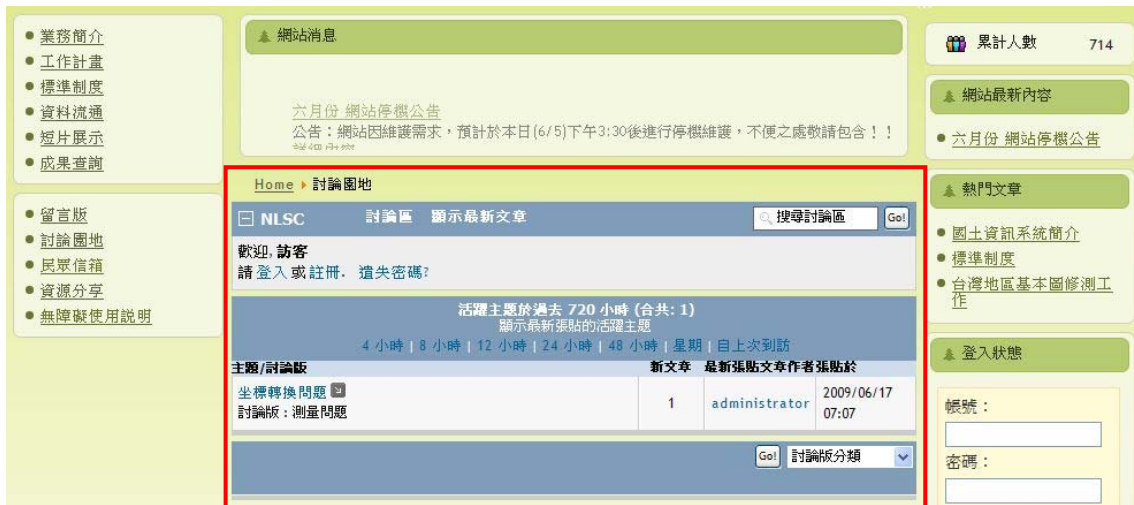 業務簡介
工作計畫
標準制度
資料流通
短片展示
成果查詢
留言版
討論園地
民眾信箱
資源分享
無障礙使用說明
網站消息
六月份 網站停機公告
公告：網站因維護需求，預計於本日(6/5)下午3:30後進行停機維護，不便之處敬請包含！！
詳細內容
Home 討論園地
NLSC 討論區 顯示最新文章 搜尋討論區 Go!
歡迎, 訪客
請 登入 或 註冊. 遺失密碼?
活躍主題於過去 720 小時 (合共: 1)
顯示最新張貼的活躍主題
4 小時 | 8 小時 | 12 小時 | 24 小時 | 48 小時 | 星期 | 自上次到訪
主題/討論版 新文章 最新張貼文章作者 張貼於
坐標轉換問題
討論版 : 測量問題
1 administrator 2009/06/17
07:07
Go! 討論版分類
累計人數 714
網站最新內容
六月份 網站停機公告
熱門文章
國土資訊系統簡介
標準制度
台灣地區基本圖修測工
作
登入狀態
帳號：
密碼：